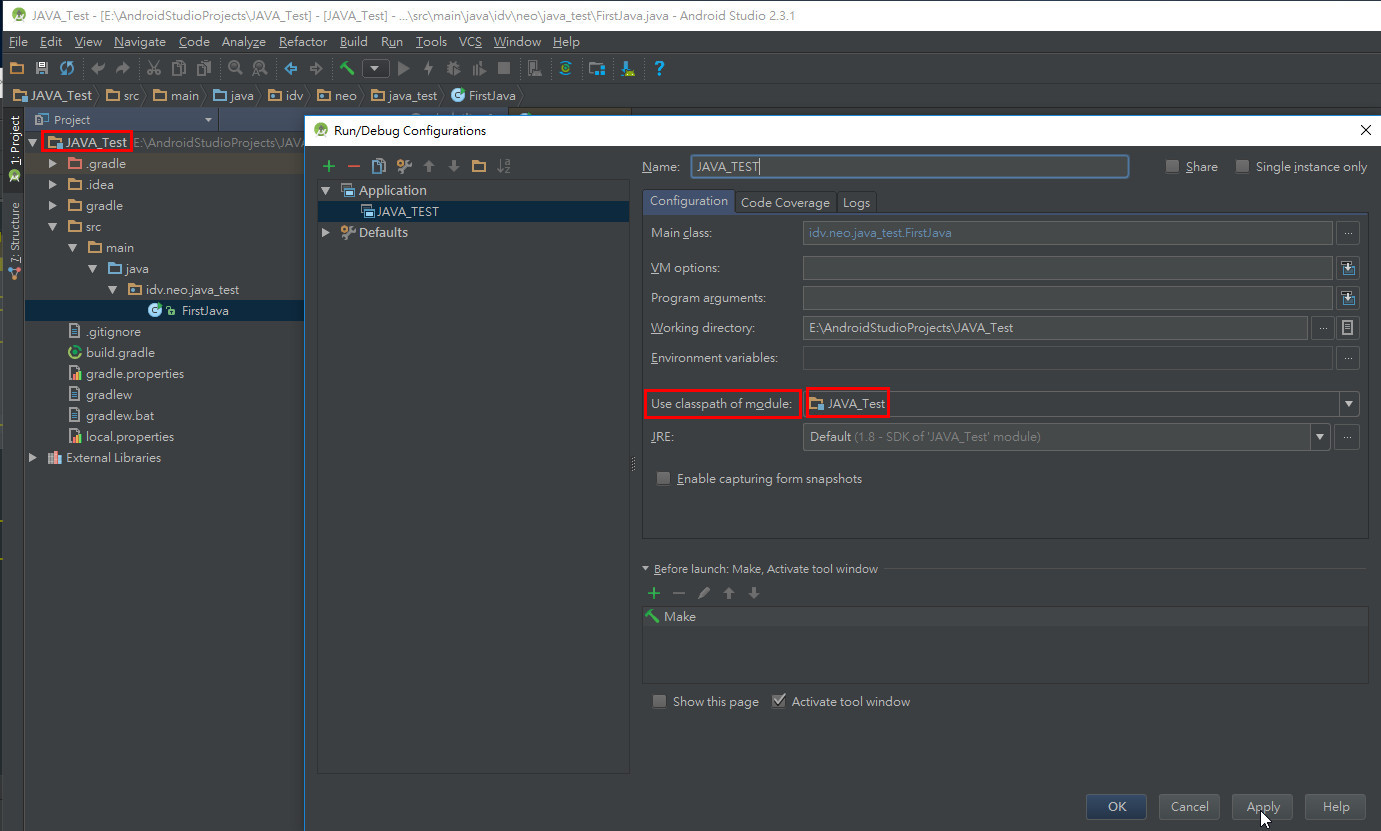 JAVA_Test - [E:\AndroidStudioProjects\JAVA_Test] - [JAVA_Test] - ...\src\main\java\idv\neo\java_test\FirstJava.java - Android Studio 2.3.1
File Edit View Navigate Code Analyze Refactor Build Run Tools VCS Window Help
JAVA_Test src main java idv neo java_test FirstJava
1: Project
7: Structure
Project
JAVA_Test E:\AndroidStudioProjects\JAV
.gradle
.idea
gradle
src
main
java
idv.neo.java_test
FirstJava
.gitignore
build.gradle
gradle.properties
gradlew
gradlew.bat
local.properties
External Libraries
Run/Debug Configurations
Application
JAVA_TEST
Defaults
Name: JAVA_TEST Share Single instance only
Configuration Code Coverage Logs
Main class: idv.neo.java_test.FirstJava ...
VM options:
Program arguments:
Working directory: E:\AndroidStudioProjects\JAVA_Test ...
Environment variables: ...
Use classpath of module: JAVA_Test
JRE: Default (1.8 - SDK of 'JAVA_Test' module) ...
Enable capturing form snapshots
Before launch: Make, Activate tool window
Make
Show this page Activate tool window
OK Cancel Apply Help